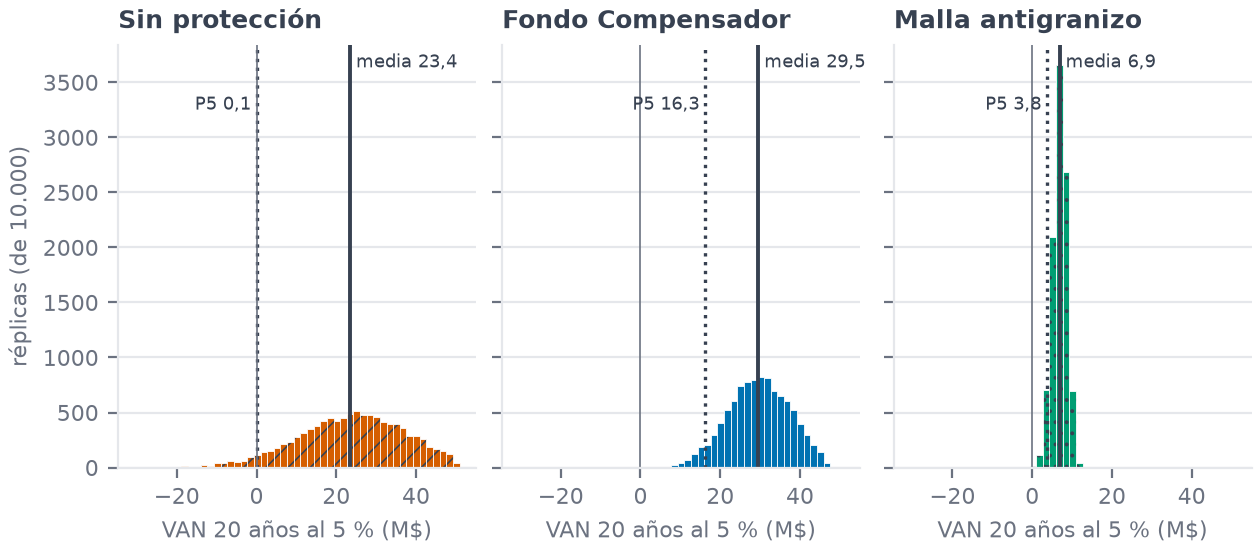 Sin protección
Fondo Compensador
Malla antigranizo
media 23,4
media 29,5
media 6,9
P5 0,1
P5 16,3
P5 3,8
réplicas (de 10.000)
3500
3000
2500
2000
1500
1000
500
0
−20 0 20 40
−20 0 20 40
−20 0 20 40
VAN 20 años al 5 % (M$)
VAN 20 años al 5 % (M$)
VAN 20 años al 5 % (M$)